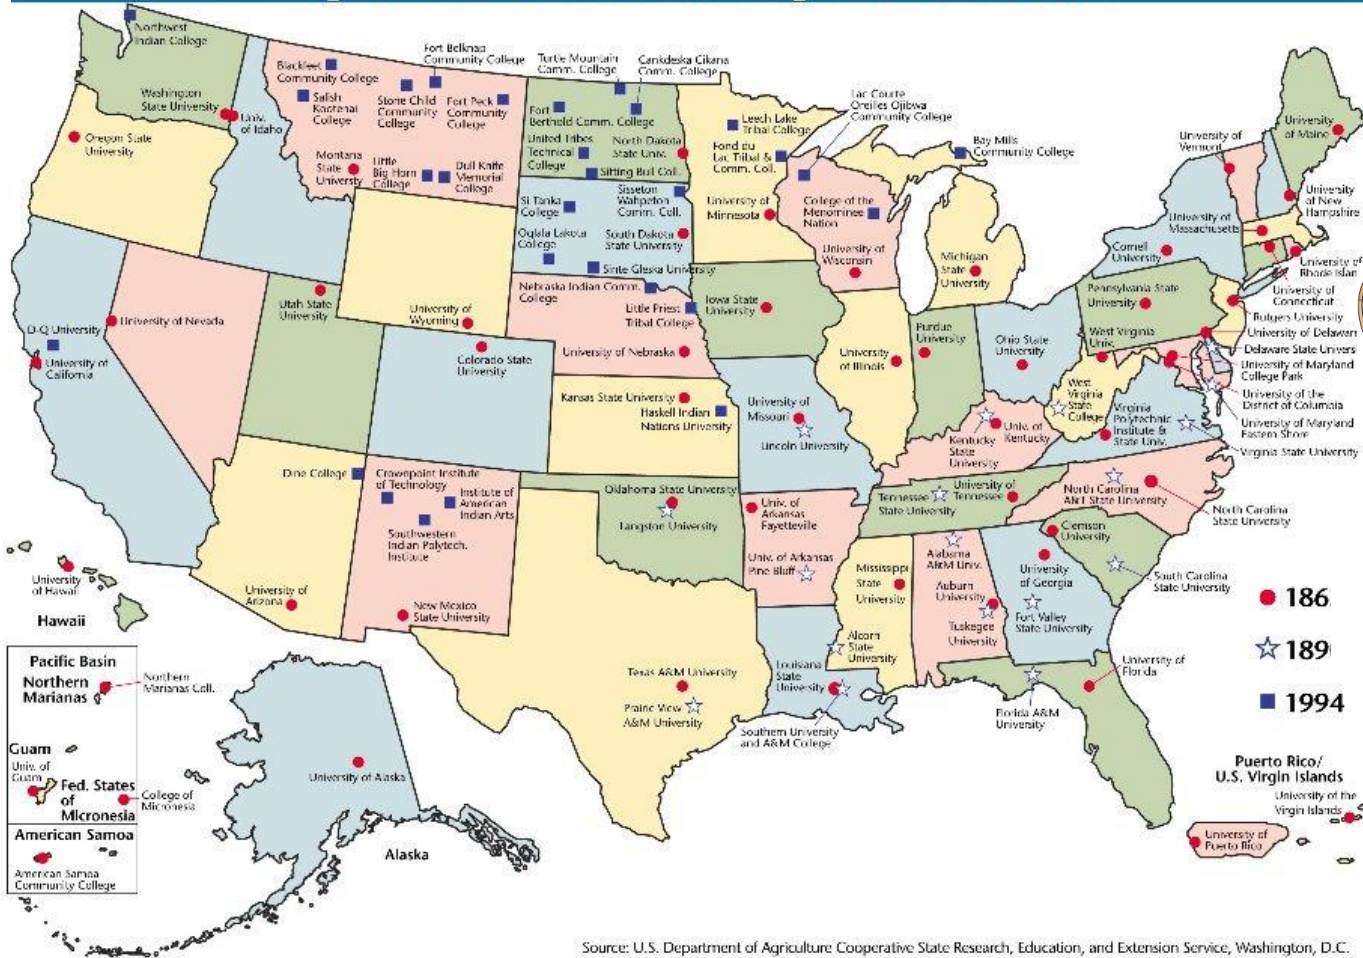 Northwest
Indian College
Washington
State University
Univ.
of Idaho
Oregon State
University
Blackfeet
Community College
Salish
Kootenai
College
Fort Belknap
Community College
Stone Child
Community
College
Fort Peck
Community
College
Montana
State
University
Little
Big Horn
College
Dull Knife
Memorial
College
Turtle Mountain
Comm. College
Cankdeska Cikana
Comm. College
Fort
Berthold Comm. College
United Tribes
Technical
College
North Dakota
State Univ.
Sitting Bull Coll.
Sisseton
Wahpeton
Comm. Coll.
Si Tanka
College
Oglala Lakota
College
South Dakota
State University
Sinte Gleska University
Leech Lake
Tribal College
Fond du
Lac Tribal &
Comm. Coll.
University of
Minnesota
Lac Courte
Oreilles Ojibwa
Community College
College of the
Menominee
Nation
University of
Wisconsin
Bay Mills
Community College
Michigan
State
University
University of
Vermont
University
of Maine
University
of New
Hampshire
University of
Massachusetts
Cornell
University
University of
Rhode Islan
University of
Connecticut
Pennsylvania State
University
Rutgers University
University of Delawar
Delaware State Univers
University of Maryland
College Park
University of the
District of Columbia
University of Maryland
Eastern Shore
Virginia State University
West Virginia
Univ.
West
Virginia
State
College
Virginia
Polytechnic
Institute &
State Univ.
Nebraska Indian Comm.
College
Little Priest
Tribal College
University of Nebraska
Iowa State
University
University
of Illinois
Purdue
University
Ohio State
University
University of
Wyoming
Utah State
University
University of Nevada
D-Q University
University of
California
Colorado State
University
Kansas State University
Haskell Indian
Nations University
University of
Missouri
Lincoln University
Kentucky
State
University
Univ. of
Kentucky
Tennessee
State University
University of
Tennessee
North Carolina
A&T State University
North Carolina
State University
Dine College
Crownpoint Institute
of Technology
Institute of
American
Indian Arts
Southwestern
Indian Polytech.
Institute
University of
Arizona
New Mexico
State University
Oklahoma State University
Langston University
Univ. of
Arkansas
Fayetteville
Univ. of Arkansas
Pine Bluff
Mississippi
State
University
Alabama
A&M Univ.
Auburn
University
Tuskegee
University
Clemson
University
University
of Georgia
Fort Valley
State University
South Carolina
State University
Texas A&M University
Prairie View
A&M University
Louisiana
State
University
Alcorn
State
University
Southern University
and A&M College
Florida A&M
University
University of
Florida
University
of Hawaii
Hawaii
Pacific Basin
Northern
Marianas
Northern
Marianas Coll.
Guam
Univ. of
Guam
Fed. States
of
Micronesia
College of
Micronesia
American Samoa
American Samoa
Community College
University of Alaska
Alaska
186
189
1994
Puerto Rico/
U.S. Virgin Islands
University of the
Virgin Islands
University of
Puerto Rico
Source: U.S. Department of Agriculture Cooperative State Research, Education, and Extension Service, Washington, D.C.